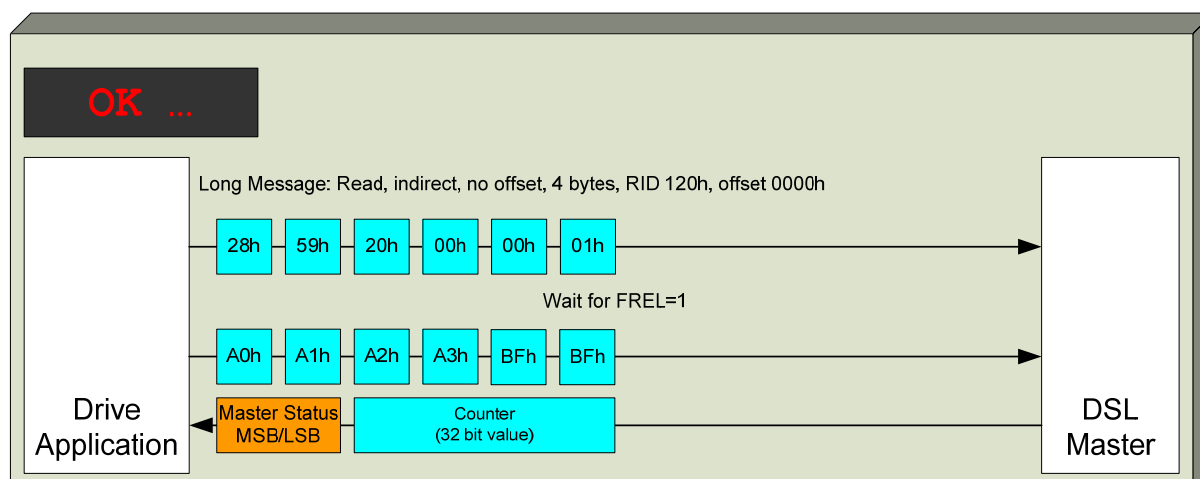 OK ...
Long Message: Read, indirect, no offset, 4 bytes, RID 120h, offset 0000h
28h 59h 20h 00h 00h 01h
Wait for FREL=1
A0h A1h A2h A3h BFh BFh
Drive
Application
Master Status
MSB/LSB
Counter
(32 bit value)
DSL
Master